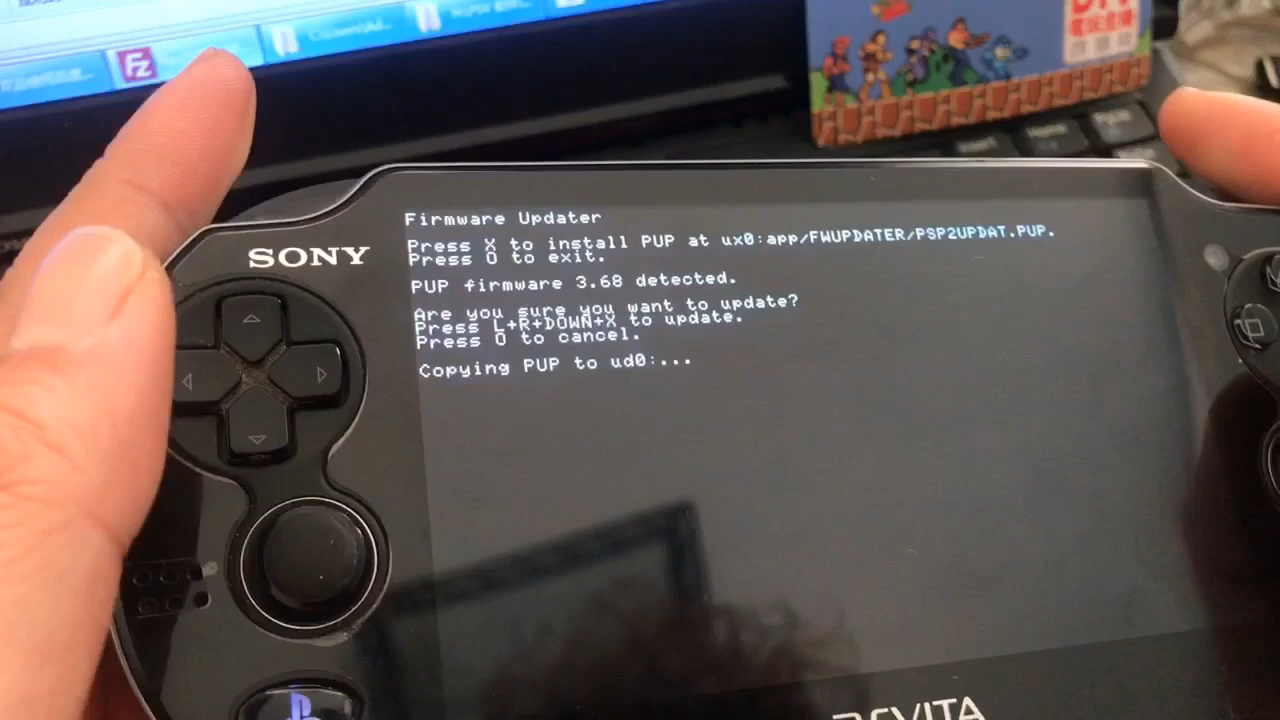 Fz
SONY
Firmware Updater
Press X to install PUP at ux0:app/FWUPDATER/PSP2UPDAT.PUP.
Press O to exit.
PUP firmware 3.68 detected.
Are you sure you want to update?
Press L+R+DOWN+X to update.
Press O to cancel.
Copying PUP to ud0:...
PSVITA